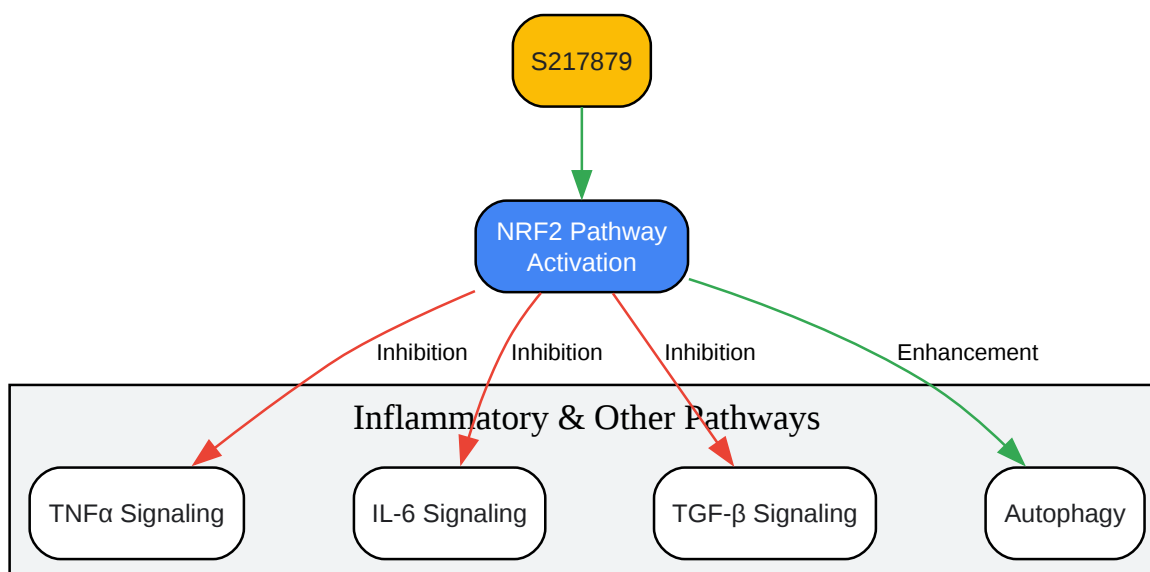 S217879
NRF2 Pathway
Activation
Inhibition
Inhibition
Inhibition
Enhancement
Inflammatory & Other Pathways
TNFα Signaling
IL-6 Signaling
TGF-β Signaling
Autophagy